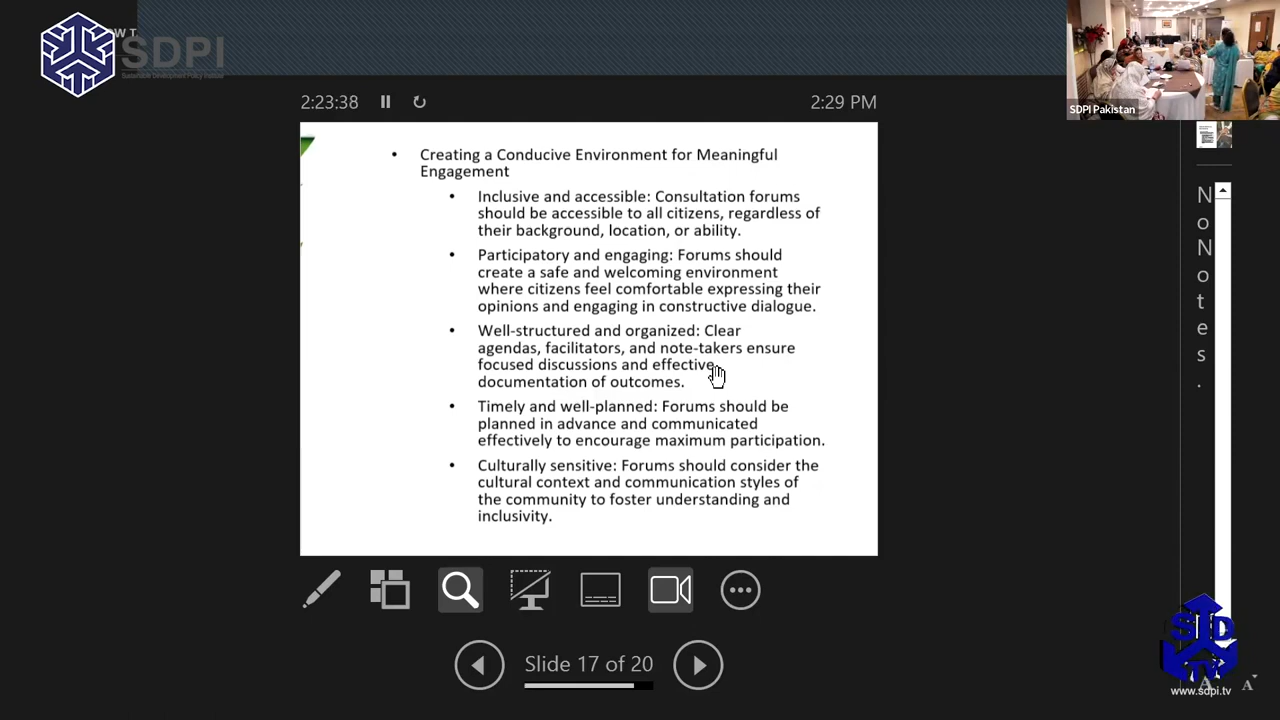 W T
SDPI
Sustainable Development Policy Institute
SDPI Pakistan
2:23:38
2:29 PM
• Creating a Conducive Environment for Meaningful
Engagement
• Inclusive and accessible: Consultation forums
should be accessible to all citizens, regardless of
their background, location, or ability.
• Participatory and engaging: Forums should
create a safe and welcoming environment
where citizens feel comfortable expressing their
opinions and engaging in constructive dialogue.
• Well-structured and organized: Clear
agendas, facilitators, and note-takers ensure
focused discussions and effective
documentation of outcomes.
• Timely and well-planned: Forums should be
planned in advance and communicated
effectively to encourage maximum participation.
• Culturally sensitive: Forums should consider the
cultural context and communication styles of
the community to foster understanding and
inclusivity.
N
o
N
o
t
e
s
.
Slide 17 of 20
SD
TV
www.sdpi.tv
A
A